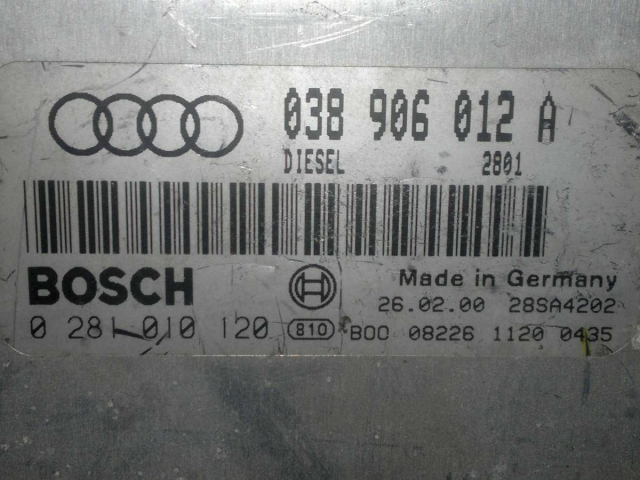 038 906 012 A
DIESEL 2801
BOSCH
Made in Germany
26.02.00 28SA4202
0 281 010 120 810 B00 08226 1120 0435